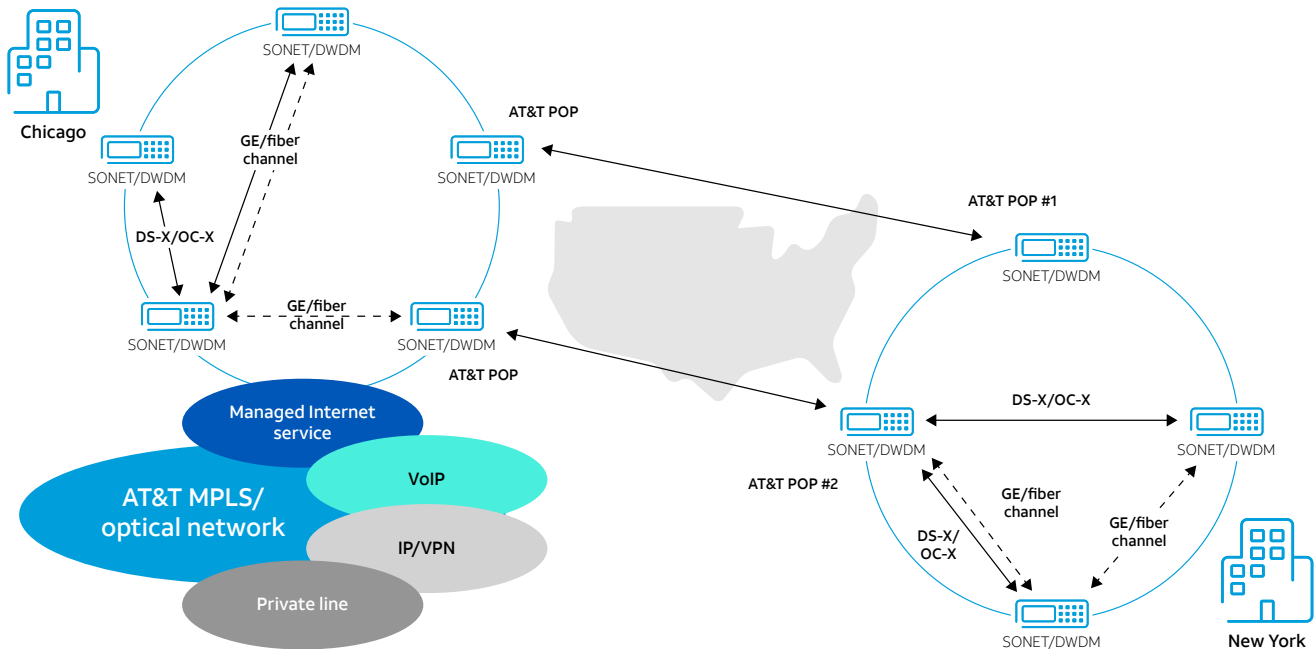 SONET/DWDM
Chicago
AT&T POP
GE/fiber
channel
SONET/DWDM
SONET/DWDM
AT&T POP #1
DS-X/OC-X
SONET/DWDM
GE/fiber
channel
SONET/DWDM
SONET/DWDM
AT&T POP
Managed Internet
service
DS-X/OC-X
SONET/DWDM
SONET/DWDM
VoIP
AT&T POP #2
AT&T MPLS/
optical network
GE/fiber
channel
GE/fiber
channel
DS-X/
OC-X
IP/VPN
Private line
SONET/DWDM
New York